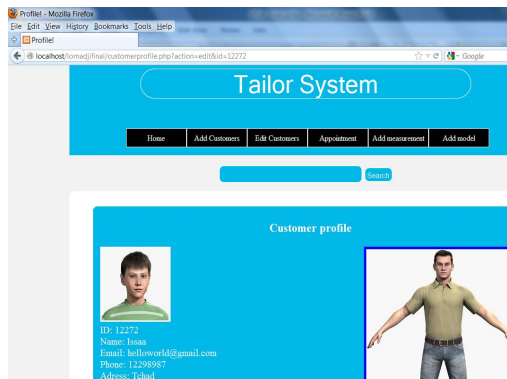 Profile! - Mozilla Firefox
File Edit View History Bookmarks Tools Help
Profile!
localhost/lomadjifinal/customerprofile.php?action=edit&id=12272
Google
Tailor System
Home Add Customers Edit Customers Appointment Add measurement Add model
Search
Customer profile
ID: 12272
Name: Issaa
Email: helloworld@gmail.com
Phone: 12298987
Adress: Tchad